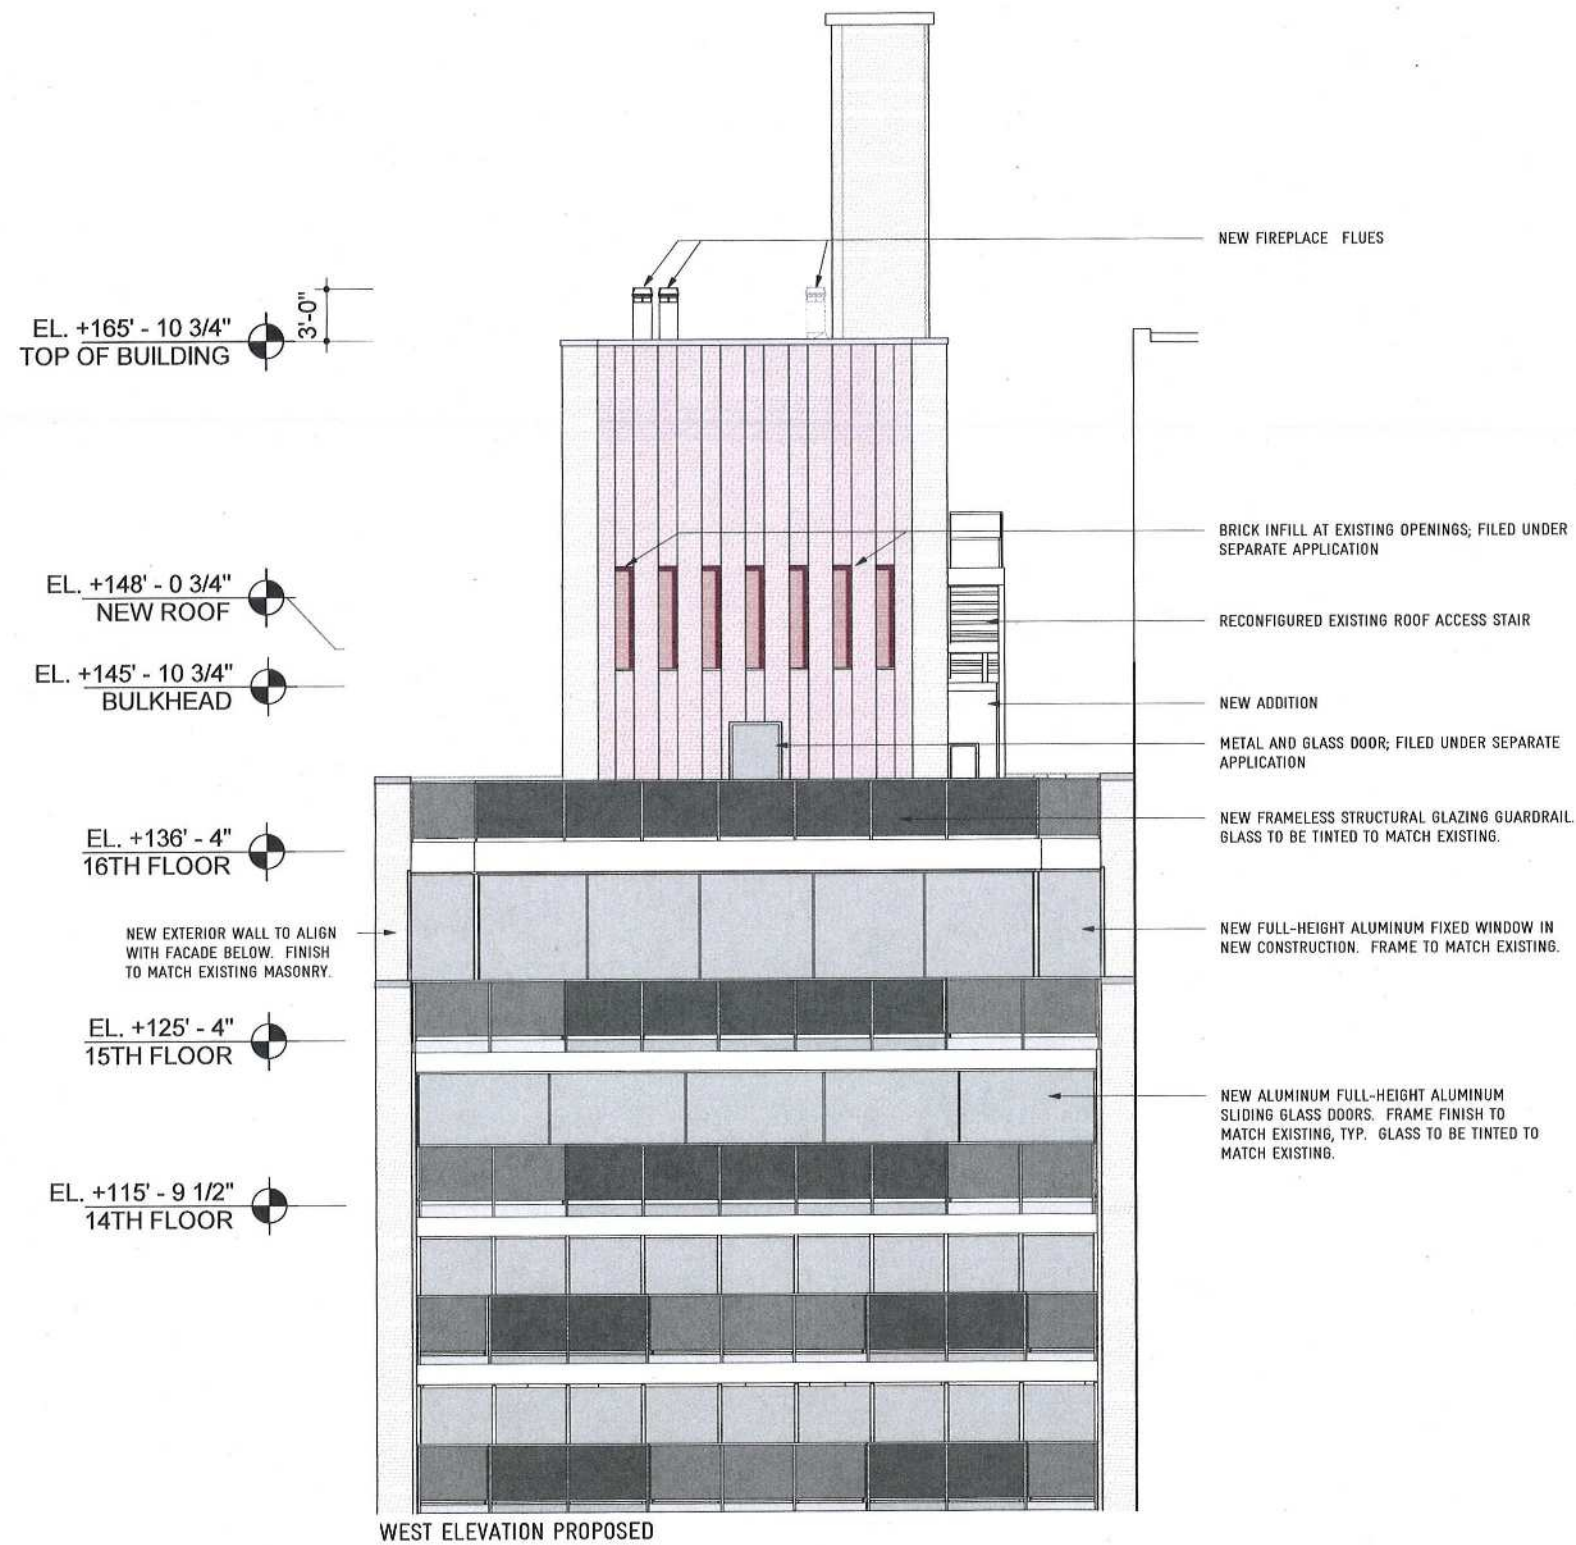 NEW FIREPLACE FLUES
3'-0"
EL. +165' - 10 3/4"
TOP OF BUILDING
BRICK INFILL AT EXISTING OPENINGS; FILED UNDER
SEPARATE APPLICATION
EL. +148' - 0 3/4"
NEW ROOF
RECONFIGURED EXISTING ROOF ACCESS STAIR
EL. +145' - 10 3/4"
BULKHEAD
NEW ADDITION
METAL AND GLASS DOOR; FILED UNDER SEPARATE
APPLICATION
EL. +136' - 4"
16TH FLOOR
NEW FRAMELESS STRUCTURAL GLAZING GUARDRAIL.
GLASS TO BE TINTED TO MATCH EXISTING.
NEW EXTERIOR WALL TO ALIGN
WITH FACADE BELOW. FINISH
TO MATCH EXISTING MASONRY.
NEW FULL-HEIGHT ALUMINUM FIXED WINDOW IN
NEW CONSTRUCTION. FRAME TO MATCH EXISTING.
EL. +125' - 4"
15TH FLOOR
NEW ALUMINUM FULL-HEIGHT ALUMINUM
SLIDING GLASS DOORS. FRAME FINISH TO
MATCH EXISTING, TYP. GLASS TO BE TINTED TO
MATCH EXISTING.
EL. +115' - 9 1/2"
14TH FLOOR
WEST ELEVATION PROPOSED